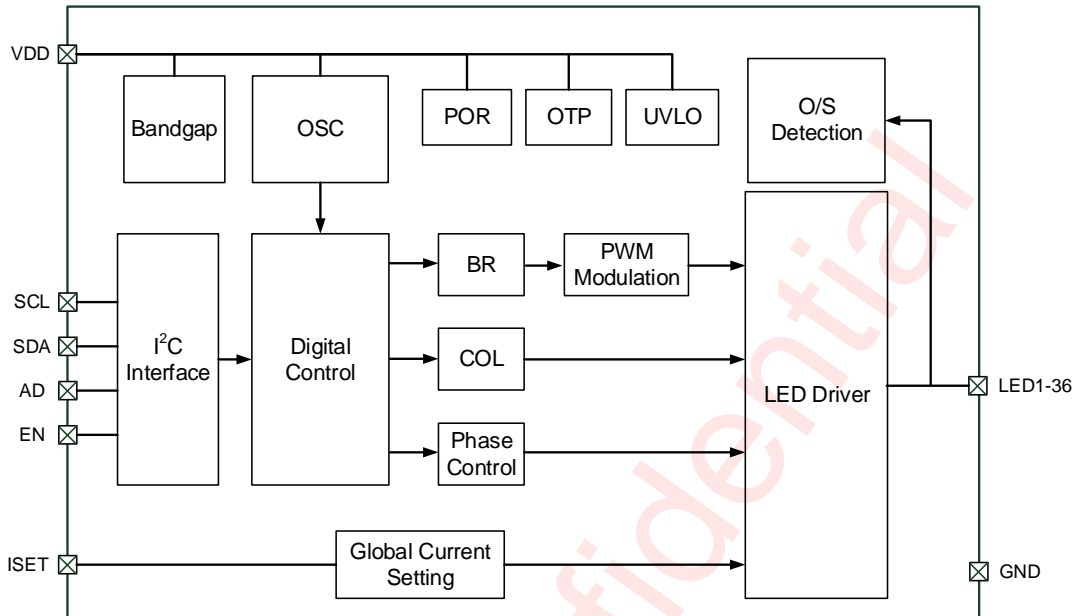 VDD
Bandgap
OSC
POR
OTP
UVLO
O/S
Detection
SCL
SDA
AD
EN
I²C
Interface
Digital
Control
BR
PWM
Modulation
COL
Phase
Control
LED Driver
LED1-36
ISET
Global Current
Setting
GND
fidential